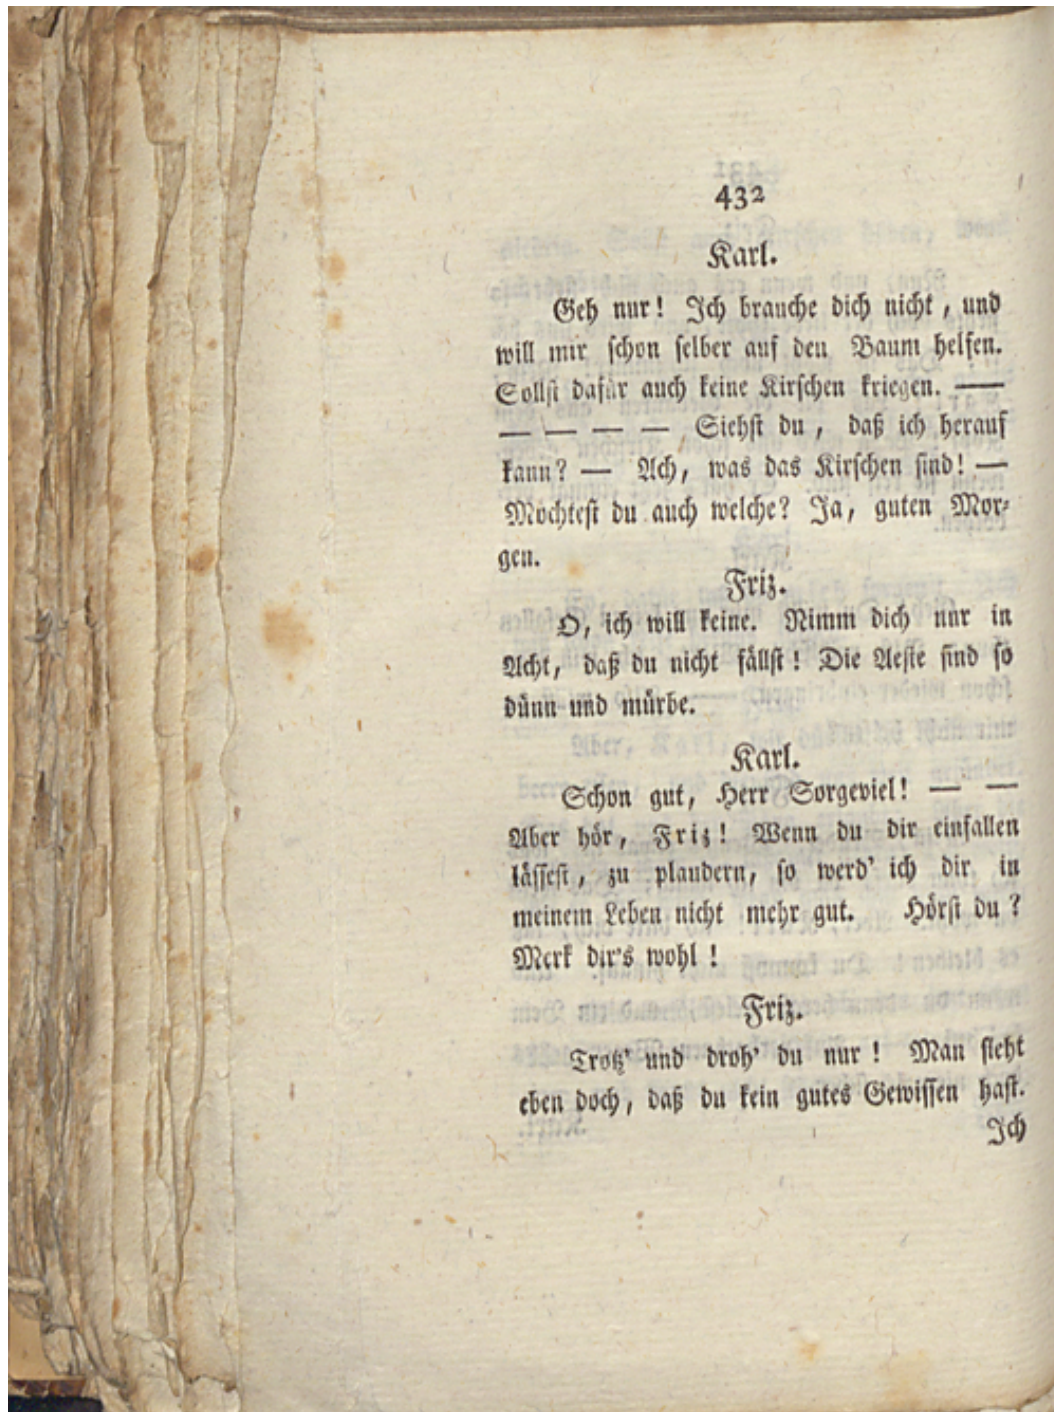 432
Karl.
Geh nur! Ich brauche dich nicht, und
will mir schon selber auf den Baum helfen.
Sollst dafür auch keine Kirschen kriegen. —
— — — — Siehst du, daß ich herauf
kann? — Ach, was das Kirschen sind! —
Möchtest du auch welche? Ja, guten Mor-
gen.
Friz.
O, ich will keine. Nimm dich nur in
Acht, daß du nicht fällst! Die Aeste sind so
dünn und mürbe.
Karl.
Schon gut, Herr Sorgeviel! — —
Aber hör, Friz! Wenn du dir einfallen
lässest, zu plaudern, so werd' ich dir in
meinem Leben nicht mehr gut. Hörst du?
Merk dir's wohl!
Friz.
Trotz' und droh' du nur! Man sieht
eben doch, daß du kein gutes Gewissen hast.
Ich